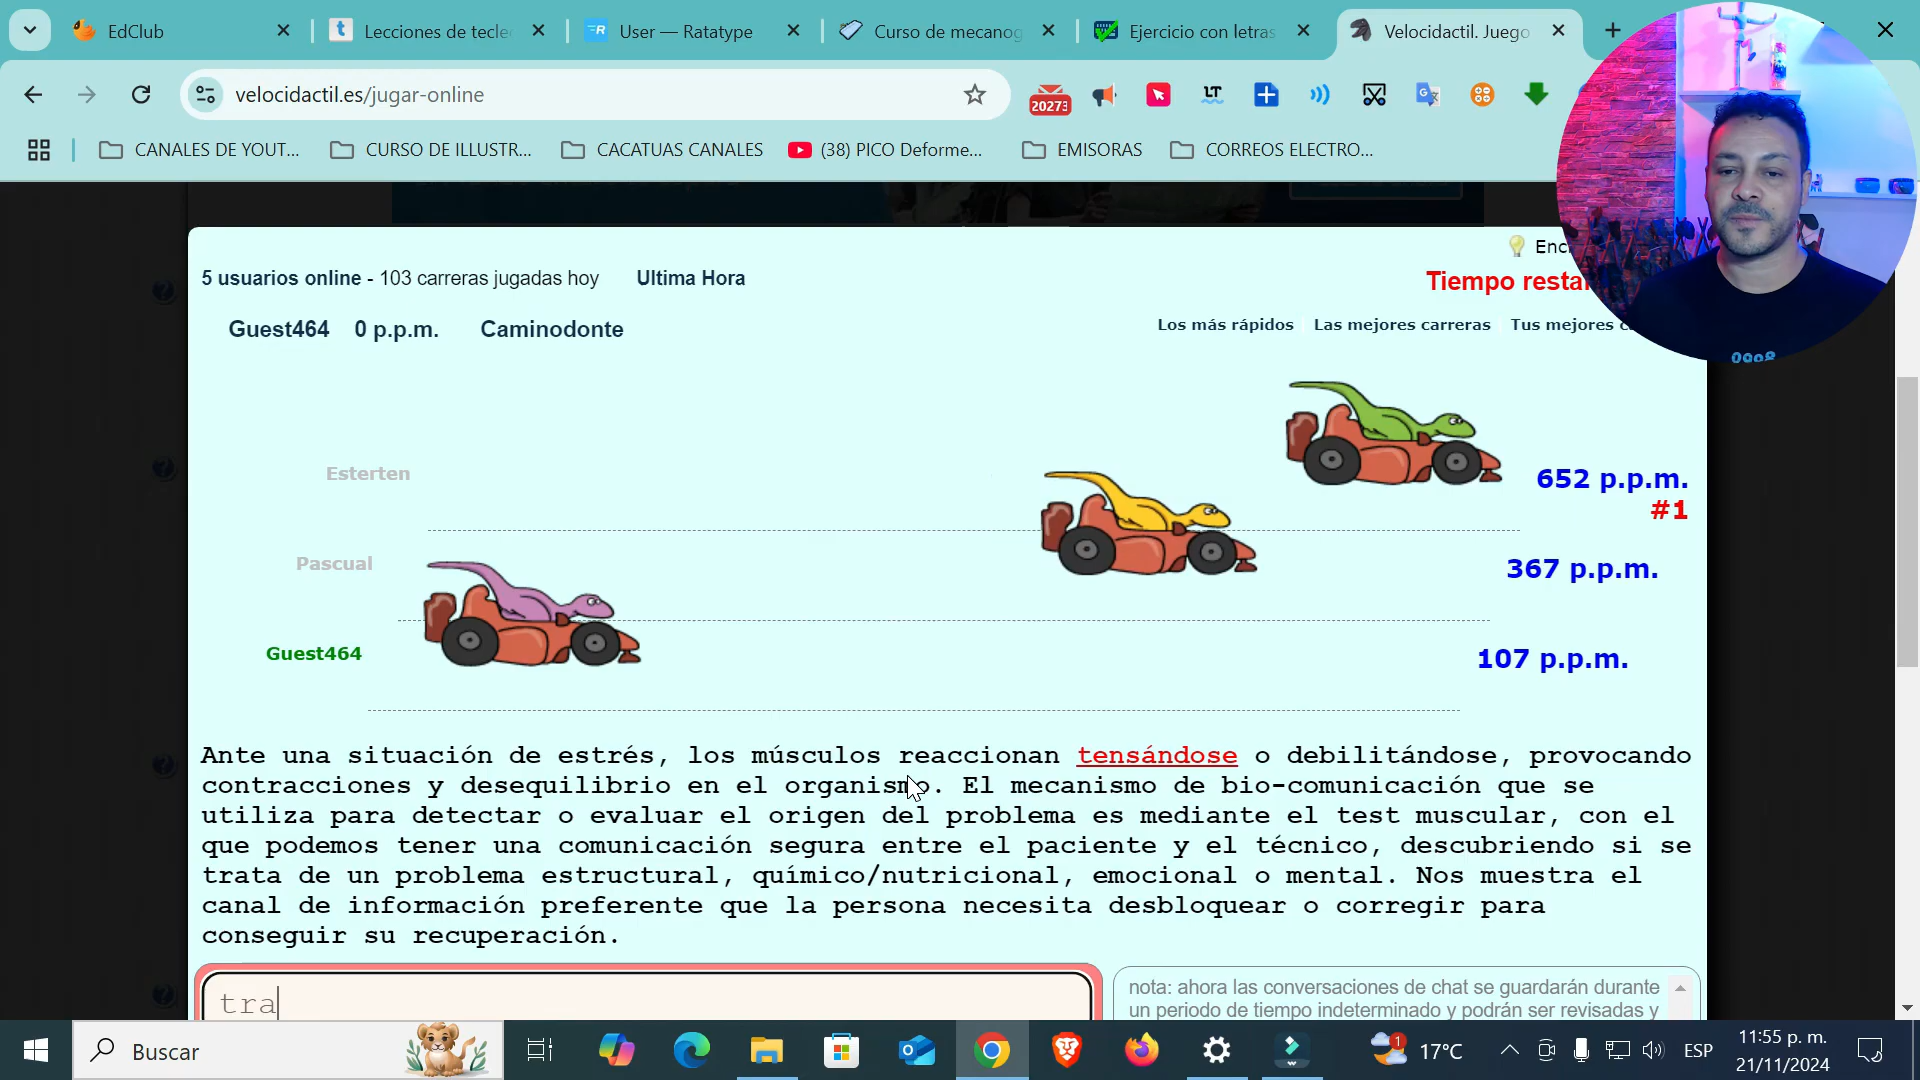 EdClub
Lecciones de tecle
User — Ratatype
Curso de mecanog
Ejercicio con letras
Velocidactil. Juego
velocidactil.es/jugar-online
20273
LT
CANALES DE YOUT...
CURSO DE ILLUSTR...
CACATUAS CANALES
(38) PICO Deforme...
EMISORAS
CORREOS ELECTRO...
5 usuarios online - 103 carreras jugadas hoy
Ultima Hora
Tiempo resta
Guest464 0 p.p.m. Caminodonte
Los más rápidos Las mejores carreras Tus mejores
Esterten
652 p.p.m.
#1
Pascual
367 p.p.m.
Guest464
107 p.p.m.
Ante una situación de estrés, los músculos reaccionan tensándose o debilitándose, provocando
contracciones y desequilibrio en el organismo. El mecanismo de bio-comunicación que se
utiliza para detectar o evaluar el origen del problema es mediante el test muscular, con el
que podemos tener una comunicación segura entre el paciente y el técnico, descubriendo si se
trata de un problema estructural, químico/nutricional, emocional o mental. Nos muestra el
canal de información preferente que la persona necesita desbloquear o corregir para
conseguir su recuperación.
tra
nota: ahora las conversaciones de chat se guardarán durante
un periodo de tiempo indeterminado y podrán ser revisadas y
Buscar
1
17°C
ESP
11:55 p. m.
21/11/2024